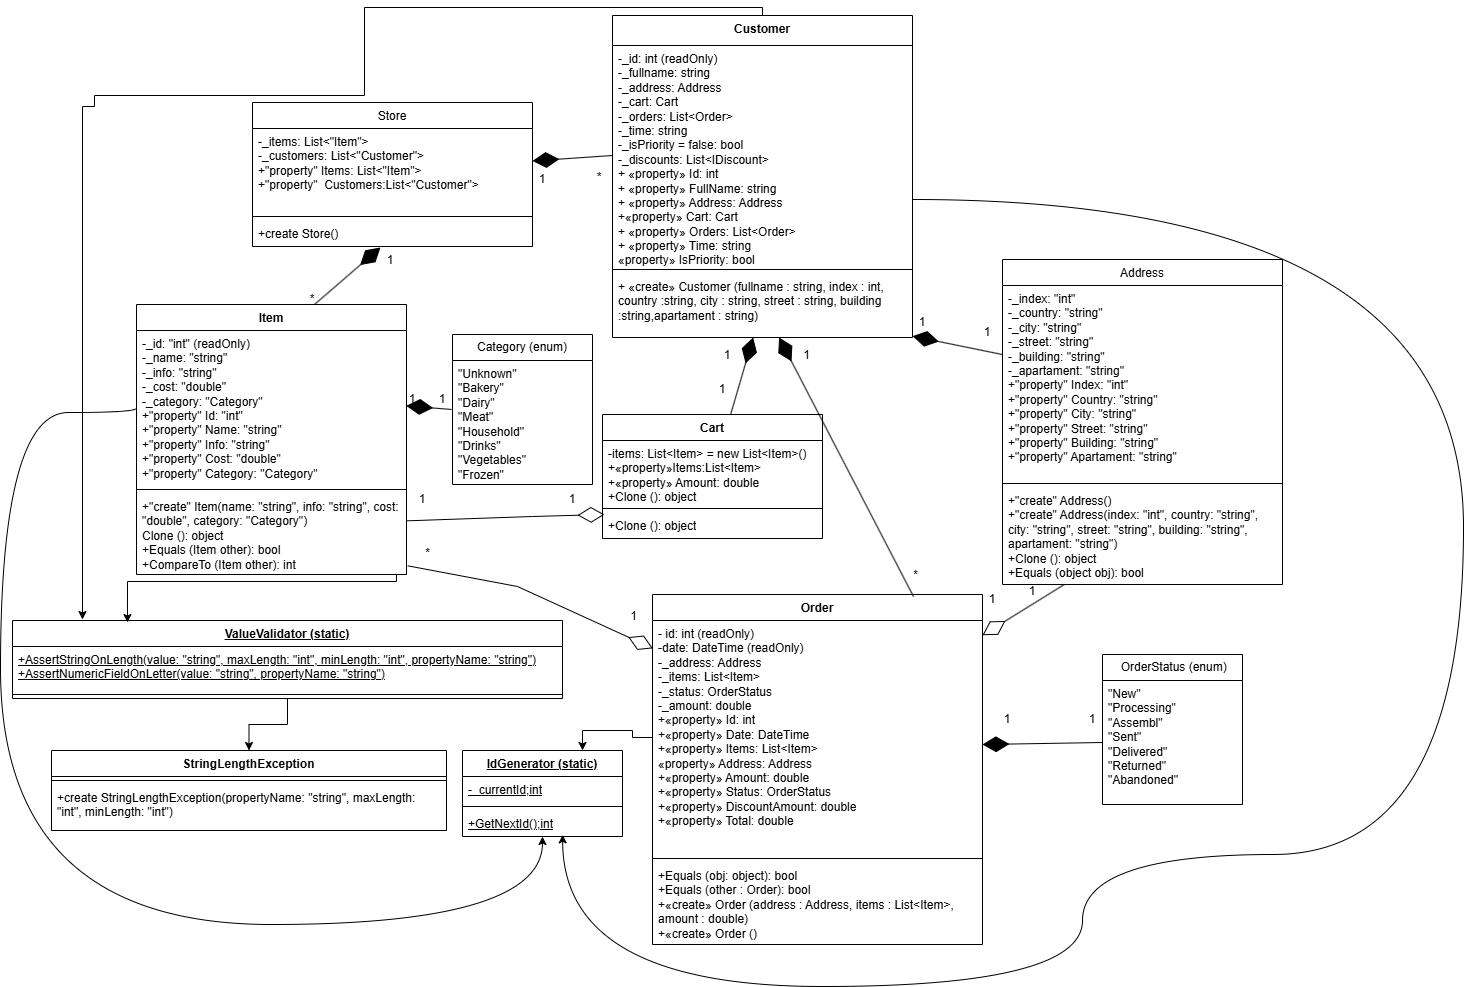 Customer
-_id: int (readOnly)
-_fullname: string
-_address: Address
-_cart: Cart
-_orders: List<Order>
-_time: string
-_isPriority = false: bool
-_discounts: List<IDiscount>
+ «property» Id: int
+ «property» FullName: string
+ «property» Address: Address
+«property» Cart: Cart
+ «property» Orders: List<Order>
+ «property» Time: string
«property» IsPriority: bool
+ «create» Customer (fullname : string, index : int,
country :string, city : string, street : string, building
:string,apartament : string)
Store
-_items: List<"Item">
-_customers: List<"Customer">
+"property" Items: List<"Item">
+"property"  Customers:List<"Customer">
+create Store()
1
*
1
*
Item
-_id: "int" (readOnly)
-_name: "string"
-_info: "string"
-_cost: "double"
-_category: "Category"
+"property" Id: "int"
+"property" Name: "string"
+"property" Info: "string"
+"property" Cost: "double"
+"property" Category: "Category"
+"create" Item(name: "string", info: "string", cost:
"double", category: "Category")
Clone (): object
+Equals (Item other): bool
+CompareTo (Item other): int
1
1
Category (enum)
"Unknown"
"Bakery"
"Dairy"
"Meat"
"Household"
"Drinks"
"Vegetables"
"Frozen"
1
1
1
Cart
-items: List<Item> = new List<Item>()
+«property»Items:List<Item>
+«property» Amount: double
+Clone (): object
+Clone (): object
1
1
1
1
Address
-_index: "int"
-_country: "string"
-_city: "string"
-_street: "string"
-_building: "string"
-_apartament: "string"
+"property" Index: "int"
+"property" Country: "string"
+"property" City: "string"
+"property" Street: "string"
+"property" Building: "string"
+"property" Apartament: "string"
+"create" Address()
+"create" Address(index: "int", country: "string",
city: "string", street: "string", building: "string",
apartament: "string")
+Clone (): object
+Equals (object obj): bool
*
1
*
1
1
ValueValidator (static)
+AssertStringOnLength(value: "string", maxLength: "int", minLength: "int", propertyName: "string")
+AssertNumericFieldOnLetter(value: "string", propertyName: "string")
StringLengthException
+create StringLengthException(propertyName: "string", maxLength:
"int", minLength: "int")
IdGenerator (static)
-_currentId;int
+GetNextId();int
Order
- id: int (readOnly)
-date: DateTime (readOnly)
-_address: Address
-_items: List<Item>
-_status: OrderStatus
-_amount: double
+«property» Id: int
+«property» Date: DateTime
+«property» Items: List<Item>
«property» Address: Address
+«property» Amount: double
+«property» Status: OrderStatus
+«property» DiscountAmount: double
+«property» Total: double
+Equals (obj: object): bool
+Equals (other : Order): bool
+«create» Order (address : Address, items : List<Item>,
amount : double)
+«create» Order ()
1
1
OrderStatus (enum)
"New"
"Processing"
"Assembl"
"Sent"
"Delivered"
"Returned"
"Abandoned"